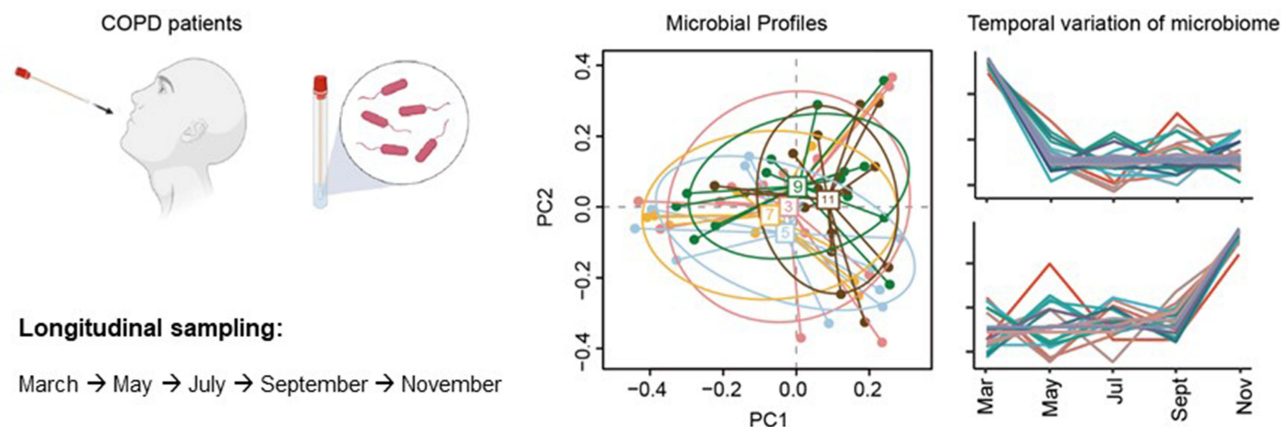 COPD patients
Longitudinal sampling:
March → May → July → September → November
Microbial Profiles
PC2
0.4
0.2
0.0
−0.2
−0.4
9
3
11
7
5
−0.4
−0.2
0.0
0.2
PC1
Temporal variation of microbiome
Mar
May
Jul
Sept
Nov